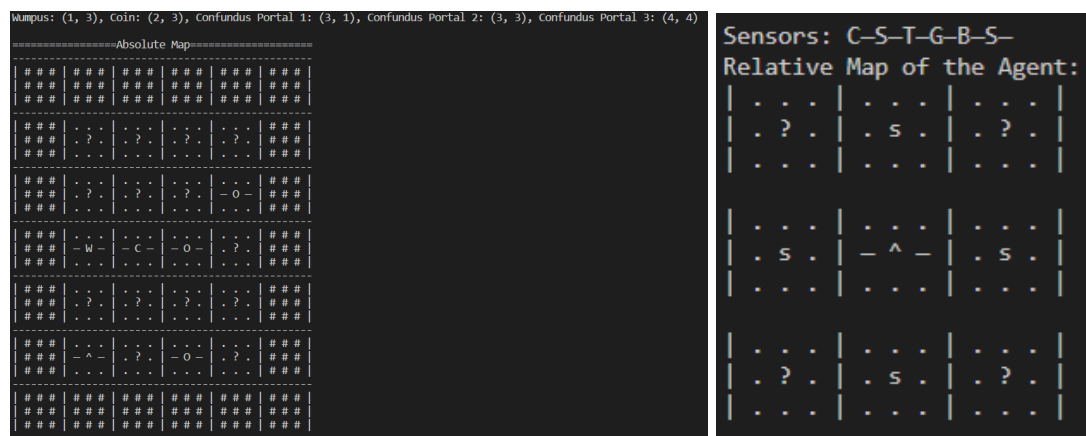 Wumpus: (1, 3), Coin: (2, 3), Confundus Portal 1: (3, 1), Confundus Portal 2: (3, 3), Confundus Portal 3: (4, 4)
=================Absolute Map====================
-------------------------------------------------
| # # # | # # # | # # # | # # # | # # # | # # # |
| # # # | # # # | # # # | # # # | # # # | # # # |
| # # # | # # # | # # # | # # # | # # # | # # # |
-------------------------------------------------
| # # # | . . . | . . . | . . . | . . . | # # # |
| # # # | . ? . | . ? . | . ? . | . ? . | # # # |
| # # # | . . . | . . . | . . . | . . . | # # # |
-------------------------------------------------
| # # # | . . . | . . . | . . . | . . . | # # # |
| # # # | . ? . | . ? . | . ? . | – O – | # # # |
| # # # | . . . | . . . | . . . | . . . | # # # |
-------------------------------------------------
| # # # | . . . | . . . | . . . | . . . | # # # |
| # # # | – W – | – C – | – O – | . ? . | # # # |
| # # # | . . . | . . . | . . . | . . . | # # # |
-------------------------------------------------
| # # # | . . . | . . . | . . . | . . . | # # # |
| # # # | . ? . | . ? . | . ? . | . ? . | # # # |
| # # # | . . . | . . . | . . . | . . . | # # # |
-------------------------------------------------
| # # # | . . . | . . . | . . . | . . . | # # # |
| # # # | – ^ – | . ? . | – O – | . ? . | # # # |
| # # # | . . . | . . . | . . . | . . . | # # # |
-------------------------------------------------
| # # # | # # # | # # # | # # # | # # # | # # # |
| # # # | # # # | # # # | # # # | # # # | # # # |
| # # # | # # # | # # # | # # # | # # # | # # # |
Sensors: C–S–T–G–B–S–
Relative Map of the Agent:
| . . . | . . . | . . . |
| . ? . | . s . | . ? . |
| . . . | . . . | . . . |
| . . . | . . . | . . . |
| . s . | – ^ – | . s . |
| . . . | . . . | . . . |
| . . . | . . . | . . . |
| . ? . | . s . | . ? . |
| . . . | . . . | . . . |